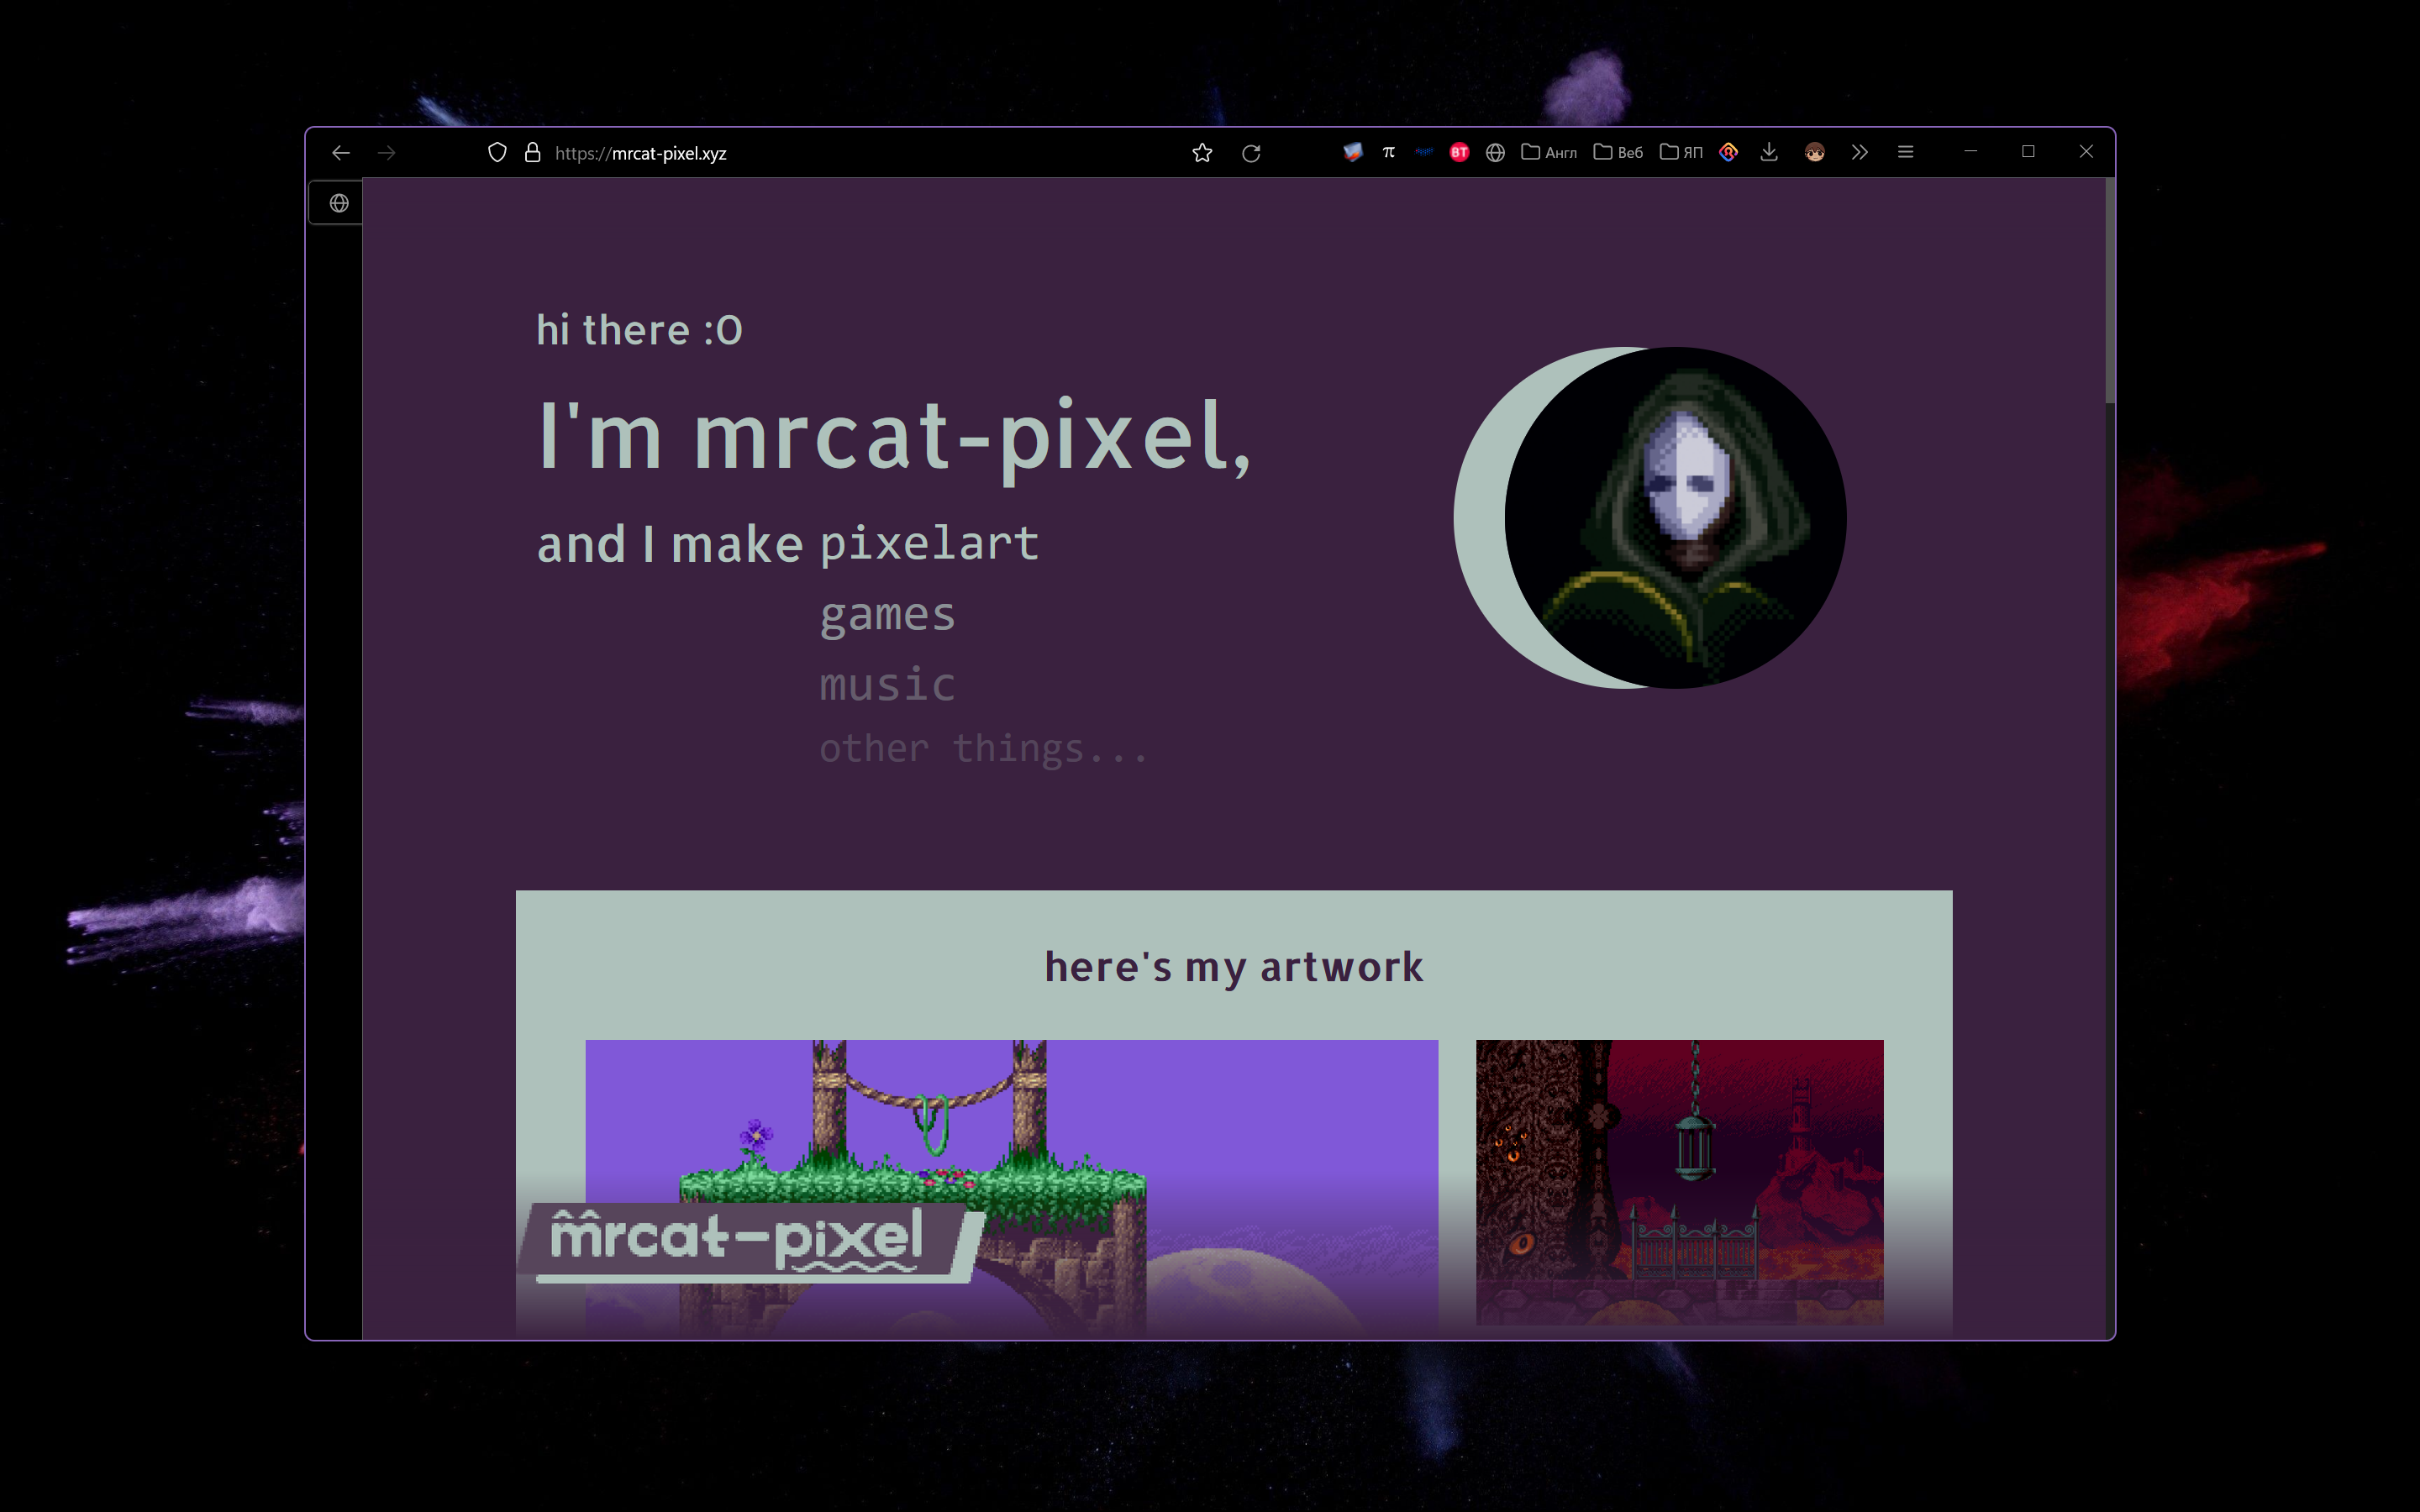 https://mrcat-pixel.xyz
π
BT
Англ
Веб
ЯП
hi there :O
I'm mrcat-pixel,
and I make pixelart
games
music
other things...
here's my artwork
mrcat-pixel